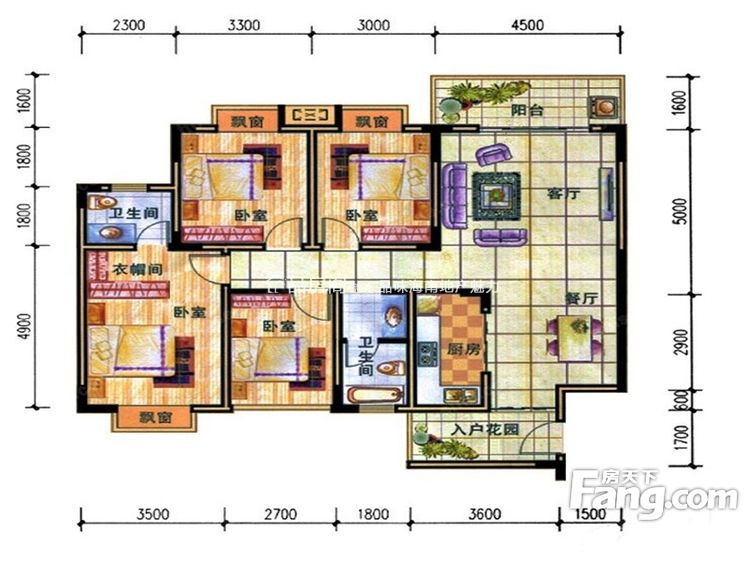 2300 3300 3000 4500
1600
1800
1800
4900
1600
5000
2900
600
1700
阳台
飘窗
飘窗
卧室
卧室
客厅
卫生间
衣帽间
卧室
卧室
餐厅
厨房
卫生间
飘窗
入户花园
3500 2700 1800 3600 1500
房天下
Fang.com